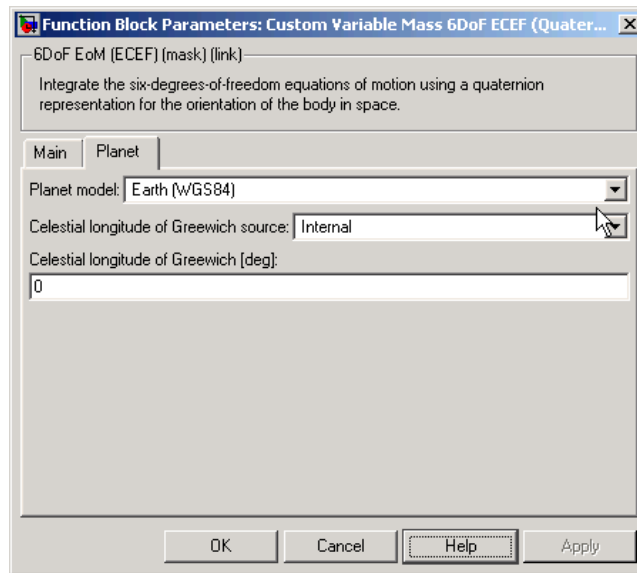 Function Block Parameters: Custom Variable Mass 6DoF ECEF (Quater...
6DoF EoM (ECEF) (mask) (link)
Integrate the six-degrees-of-freedom equations of motion using a quaternion
representation for the orientation of the body in space.
Main Planet
Planet model: Earth (WGS84)
Celestial longitude of Greewich source: Internal
Celestial longitude of Greewich [deg]:
0
OK Cancel Help Apply